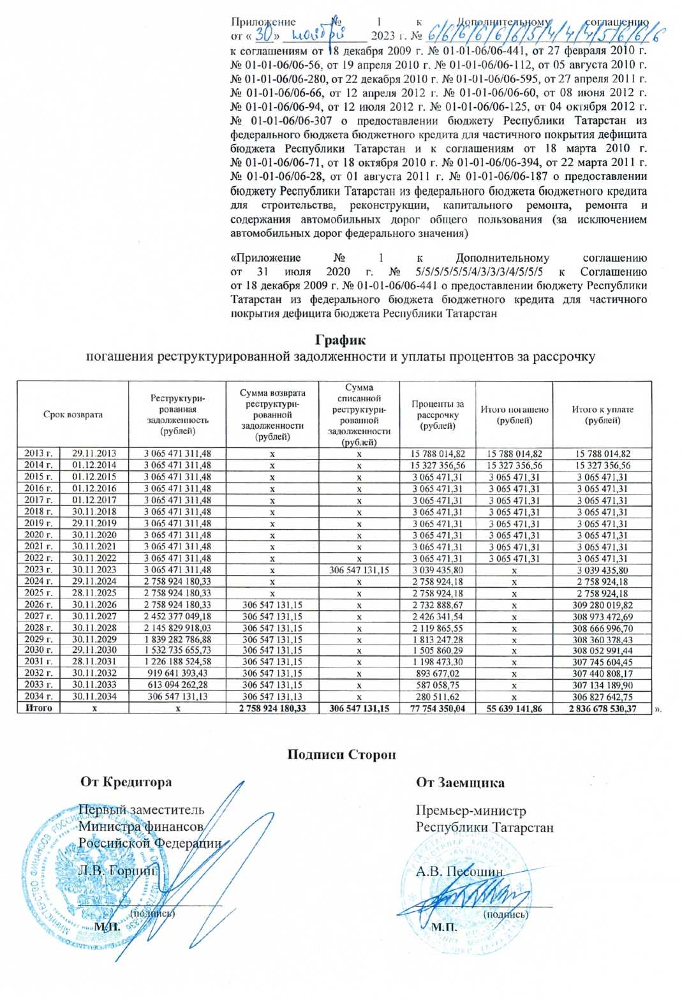 Приложение № 1 к Дополнительному соглашению
от « 30 » ноября 2023 г. № 6/6/6/6/6/6/5/4/4/4/5/6/6/6
к соглашениям от 18 декабря 2009 г. № 01-01-06/06-441, от 27 февраля 2010 г.
№ 01-01-06/06-56, от 19 апреля 2010 г. № 01-01-06/06-112, от 05 августа 2010 г.
№ 01-01-06/06-280, от 22 декабря 2010 г. № 01-01-06/06-595, от 27 апреля 2011 г.
№ 01-01-06/06-66, от 12 апреля 2012 г. № 01-01-06/06-60, от 08 июня 2012 г.
№ 01-01-06/06-94, от 12 июля 2012 г. № 01-01-06/06-125, от 04 октября 2012 г.
№ 01-01-06/06-307 о предоставлении бюджету Республики Татарстан из
федерального бюджета бюджетного кредита для частичного покрытия дефицита
бюджета Республики Татарстан и к соглашениям от 18 марта 2010 г.
№ 01-01-06/06-71, от 18 октября 2010 г. № 01-01-06/06-394, от 22 марта 2011 г.
№ 01-01-06/06-28, от 01 августа 2011 г. № 01-01-06/06-187 о предоставлении
бюджету Республики Татарстан из федерального бюджета бюджетного кредита
для строительства, реконструкции, капитального ремонта, ремонта и
содержания автомобильных дорог общего пользования (за исключением
автомобильных дорог федерального значения)
«Приложение № 1 к Дополнительному соглашению
от 31 июля 2020 г. № 5/5/5/5/5/5/4/3/3/3/4/5/5/5 к Соглашению
от 18 декабря 2009 г. № 01-01-06/06-441 о предоставлении бюджету Республики
Татарстан из федерального бюджета бюджетного кредита для частичного
покрытия дефицита бюджета Республики Татарстан
График
погашения реструктурированной задолженности и уплаты процентов за рассрочку
Срок возврата
Реструктури-
рованная
задолженность
(рублей)
Сумма возврата
реструктури-
рованной
задолженности
(рублей)
Сумма
списанной
реструктури-
рованной
задолженности
(рублей)
Проценты за
рассрочку
(рублей)
Итого погашено
(рублей)
Итого к уплате
(рублей)
2013 г. 29.11.2013 3 065 471 311,48 х х 15 788 014,82 15 788 014,82 15 788 014,82
2014 г. 01.12.2014 3 065 471 311,48 х х 15 327 356,56 15 327 356,56 15 327 356,56
2015 г. 01.12.2015 3 065 471 311,48 х х 3 065 471,31 3 065 471,31 3 065 471,31
2016 г. 01.12.2016 3 065 471 311,48 х х 3 065 471,31 3 065 471,31 3 065 471,31
2017 г. 01.12.2017 3 065 471 311,48 х х 3 065 471,31 3 065 471,31 3 065 471,31
2018 г. 30.11.2018 3 065 471 311,48 х х 3 065 471,31 3 065 471,31 3 065 471,31
2019 г. 29.11.2019 3 065 471 311,48 х х 3 065 471,31 3 065 471,31 3 065 471,31
2020 г. 30.11.2020 3 065 471 311,48 х х 3 065 471,31 3 065 471,31 3 065 471,31
2021 г. 30.11.2021 3 065 471 311,48 х х 3 065 471,31 3 065 471,31 3 065 471,31
2022 г. 30.11.2022 3 065 471 311,48 х х 3 065 471,31 3 065 471,31 3 065 471,31
2023 г. 30.11.2023 3 065 471 311,48 х 306 547 131,15 3 039 435,80 х 3 039 435,80
2024 г. 29.11.2024 2 758 924 180,33 х х 2 758 924,18 х 2 758 924,18
2025 г. 28.11.2025 2 758 924 180,33 х х 2 758 924,18 х 2 758 924,18
2026 г. 30.11.2026 2 758 924 180,33 306 547 131,15 х 2 732 888,67 х 309 280 019,82
2027 г. 30.11.2027 2 452 377 049,18 306 547 131,15 х 2 426 341,54 х 308 973 472,69
2028 г. 30.11.2028 2 145 829 918,03 306 547 131,15 х 2 119 865,55 х 308 666 996,70
2029 г. 30.11.2029 1 839 282 786,88 306 547 131,15 х 1 813 247,28 х 308 360 378,43
2030 г. 29.11.2030 1 532 735 655,73 306 547 131,15 х 1 505 860,29 х 308 052 991,44
2031 г. 28.11.2031 1 226 188 524,58 306 547 131,15 х 1 198 473,30 х 307 745 604,45
2032 г. 30.11.2032 919 641 393,43 306 547 131,15 х 893 677,02 х 307 440 808,17
2033 г. 30.11.2033 613 094 262,28 306 547 131,15 х 587 058,75 х 307 134 189,90
2034 г. 30.11.2034 306 547 131,13 306 547 131,13 х 280 511,62 х 306 827 642,75
Итого х х 2 758 924 180,33 306 547 131,15 77 754 350,04 55 639 141,86 2 836 678 530,37 ».
Подписи Сторон
От Кредитора
Первый заместитель
Министра финансов
Российской Федерации
Л.В. Горнин
(подпись)
М.П.
От Заемщика
Премьер-министр
Республики Татарстан
А.В. Песошин
(подпись)
М.П.
МИНИСТЕРСТВО ФИНАНСОВ РОССИЙСКОЙ ФЕДЕРАЦИИ